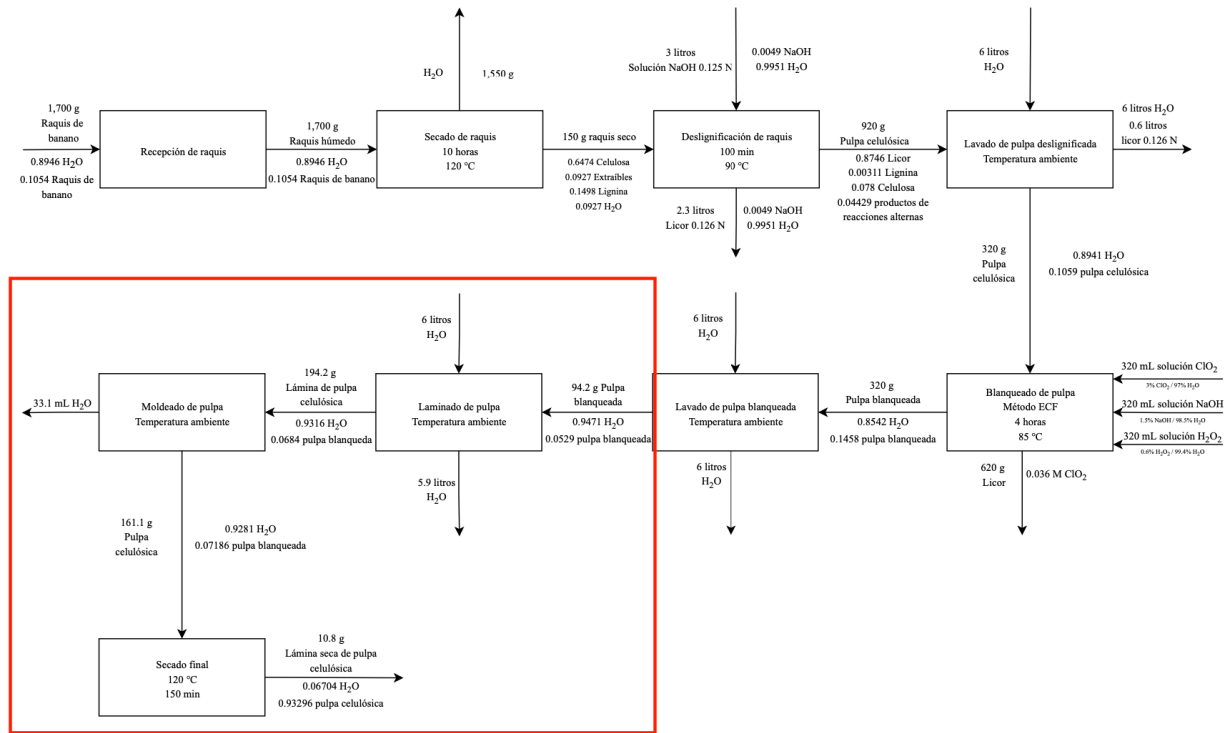 1,700 g
Raquis de
banano
0.8946 H₂O
0.1054 Raquis de
banano
Recepción de raquis
1,700 g
Raquis húmedo
0.8946 H₂O
0.1054 Raquis de banano
H₂O
1,550 g
Secado de raquis
10 horas
120 °C
150 g raquis seco
0.6474 Celulosa
0.0927 Extraíbles
0.1498 Lignina
0.0927 H₂O
3 litros
Solución NaOH 0.125 N
0.0049 NaOH
0.9951 H₂O
Deslignificación de raquis
100 min
90 °C
2.3 litros
Licor 0.126 N
0.0049 NaOH
0.9951 H₂O
920 g
Pulpa celulósica
0.8746 Licor
0.00311 Lignina
0.078 Celulosa
0.04429 productos de
reacciones alternas
6 litros
H₂O
Lavado de pulpa deslignificada
Temperatura ambiente
6 litros H₂O
0.6 litros
licor 0.126 N
320 g
Pulpa
celulósica
0.8941 H₂O
0.1059 pulpa celulósica
320 mL solución ClO₂
3% ClO₂ / 97% H₂O
320 mL solución NaOH
1.5% NaOH / 98.5% H₂O
320 mL solución H₂O₂
0.6% H₂O₂ / 99.4% H₂O
Blanqueado de pulpa
Método ECF
4 horas
85 °C
620 g
Licor
0.036 M ClO₂
320 g
Pulpa blanqueada
0.8542 H₂O
0.1458 pulpa blanqueada
6 litros
H₂O
Lavado de pulpa blanqueada
Temperatura ambiente
6 litros
H₂O
94.2 g Pulpa
blanqueada
0.9471 H₂O
0.0529 pulpa blanqueada
6 litros
H₂O
Laminado de pulpa
Temperatura ambiente
5.9 litros
H₂O
194.2 g
Lámina de pulpa
celulósica
0.9316 H₂O
0.0684 pulpa blanqueda
Moldeado de pulpa
Temperatura ambiente
33.1 mL H₂O
161.1 g
Pulpa
celulósica
0.9281 H₂O
0.07186 pulpa blanqueada
Secado final
120 °C
150 min
10.8 g
Lámina seca de pulpa
celulósica
0.06704 H₂O
0.93296 pulpa celulósica